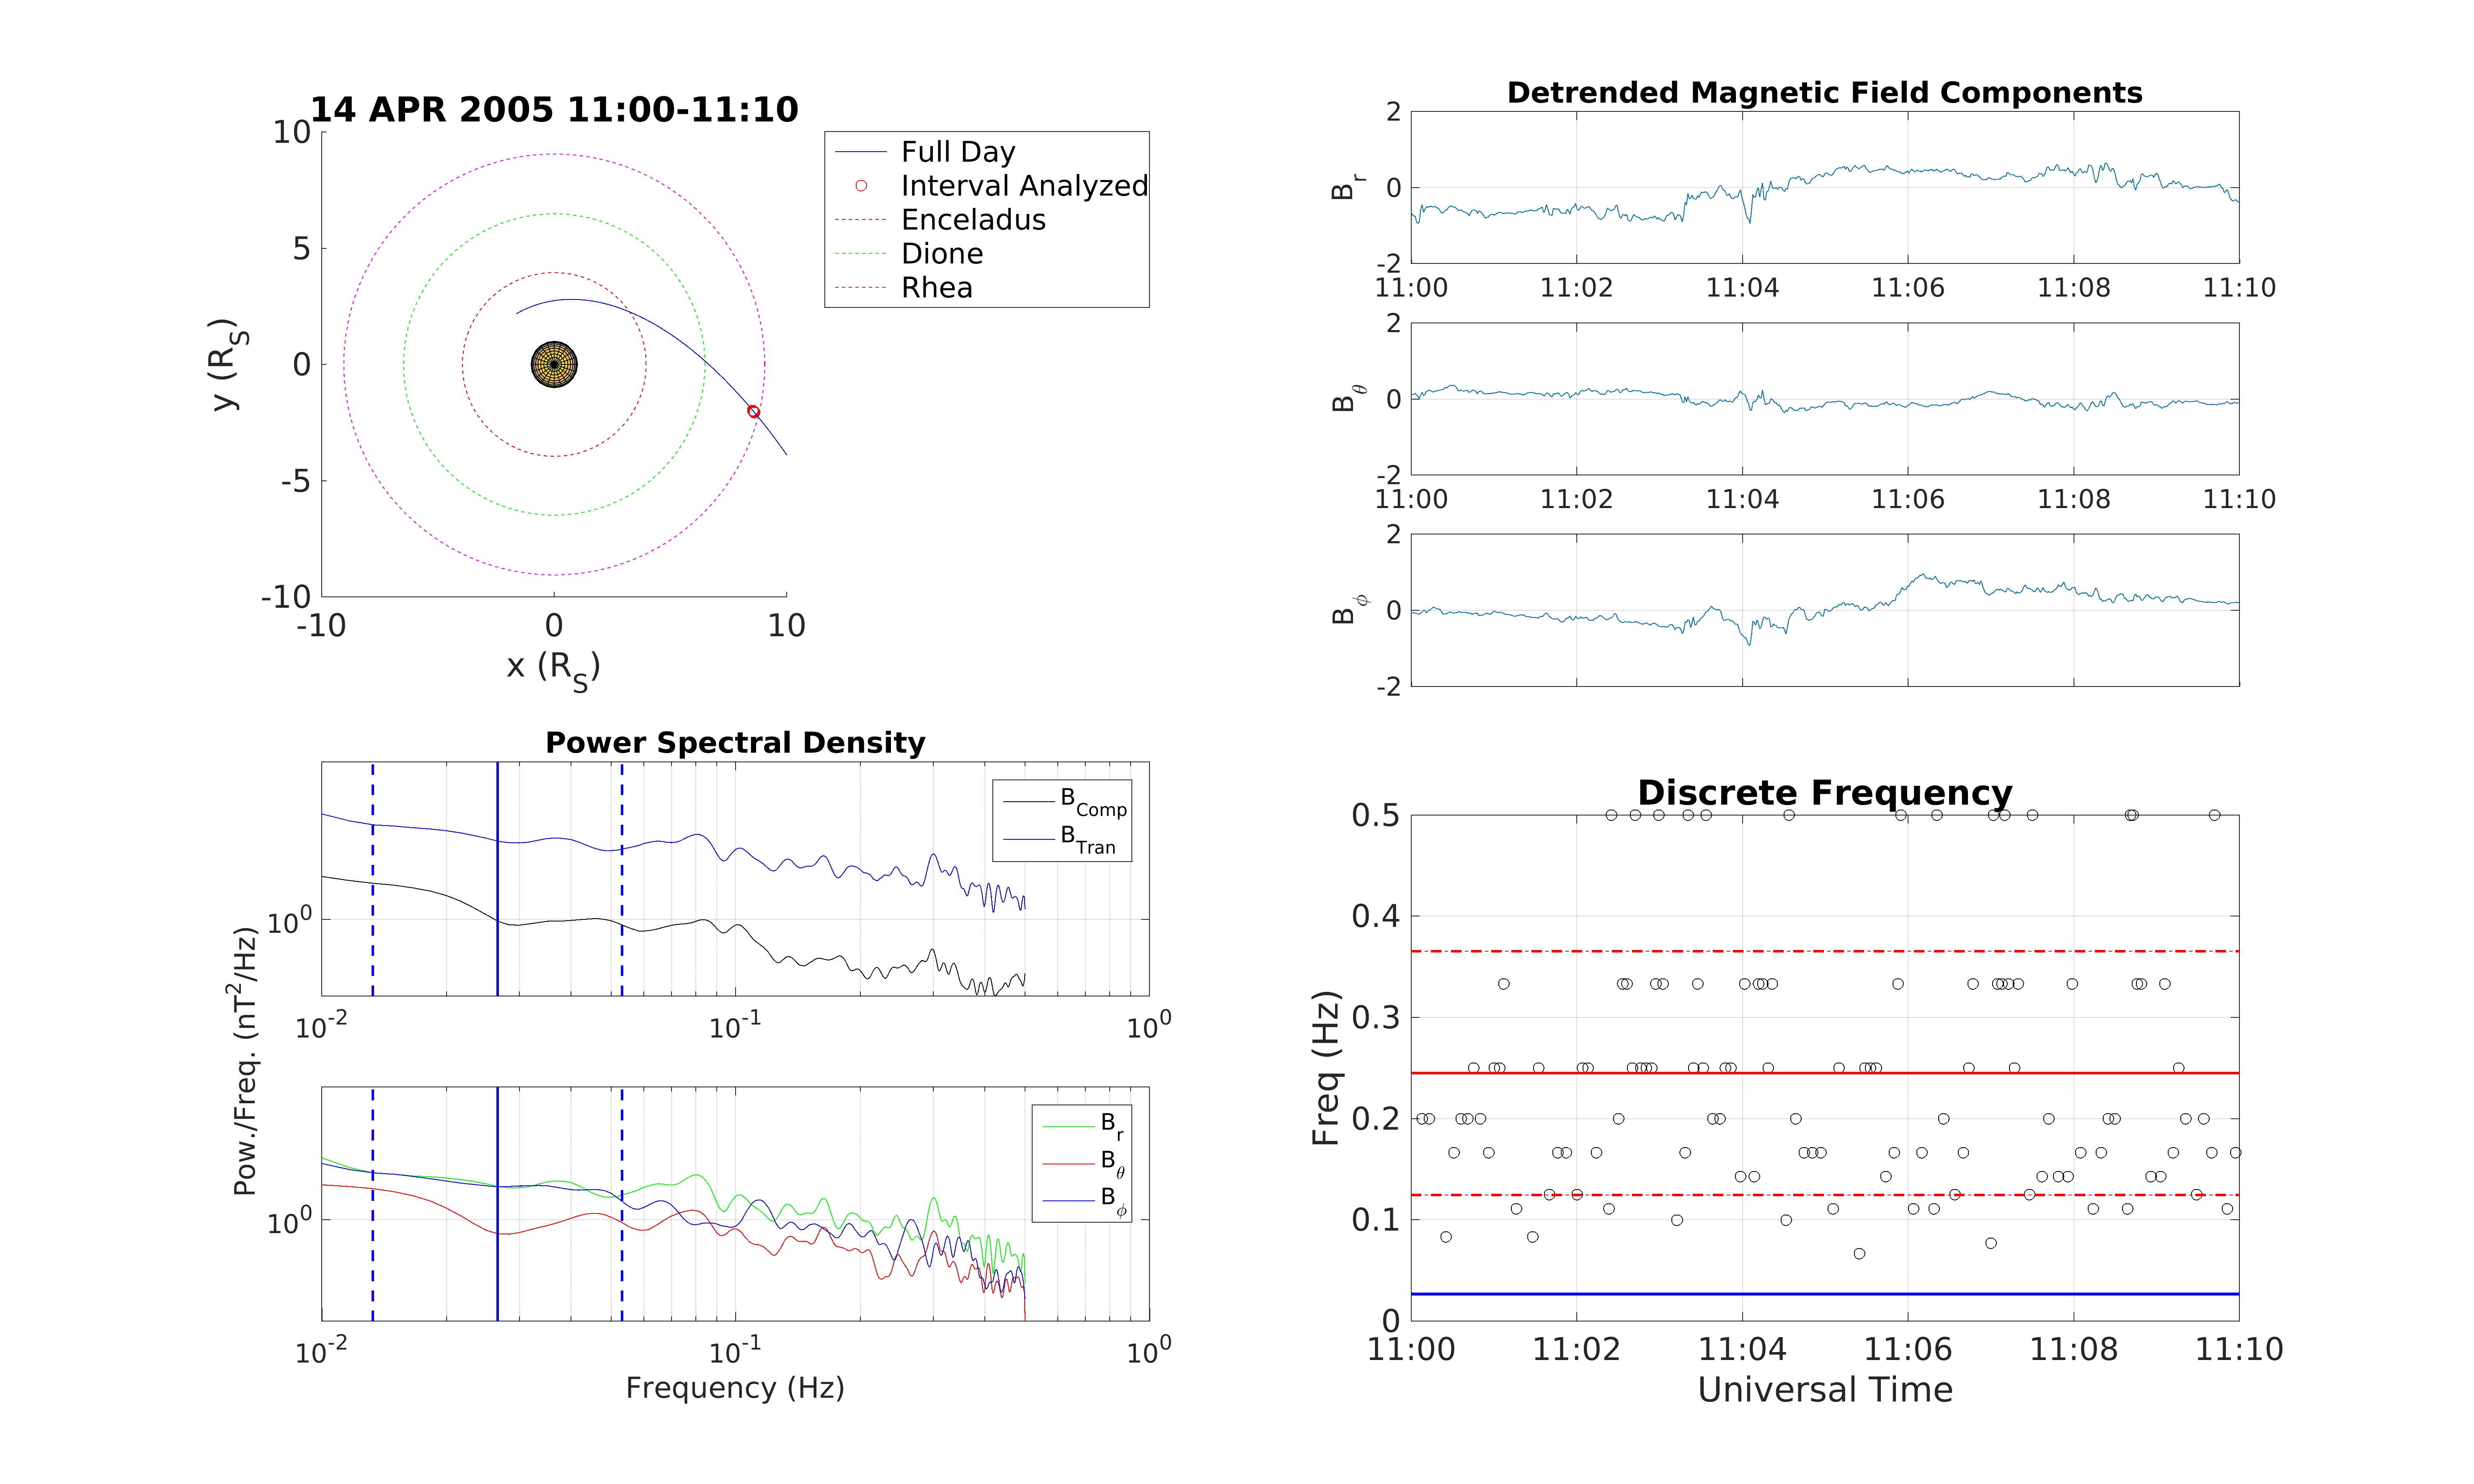 14 APR 2005 11:00-11:10
10
5
0
-5
-10
-10 0 10
y (R_S)
x (R_S)
Full Day
Interval Analyzed
Enceladus
Dione
Rhea
Detrended Magnetic Field Components
2
0
-2
B_r
11:00 11:02 11:04 11:06 11:08 11:10
2
0
-2
B_θ
11:00 11:02 11:04 11:06 11:08 11:10
2
0
-2
B_ϕ
Power Spectral Density
B_Comp
B_Tran
10^0
10^-2 10^-1 10^0
Pow./Freq. (nT^2/Hz)
B_r
B_θ
B_ϕ
10^0
10^-2 10^-1 10^0
Frequency (Hz)
Discrete Frequency
0.5
0.4
0.3
0.2
0.1
0
Freq (Hz)
11:00 11:02 11:04 11:06 11:08 11:10
Universal Time